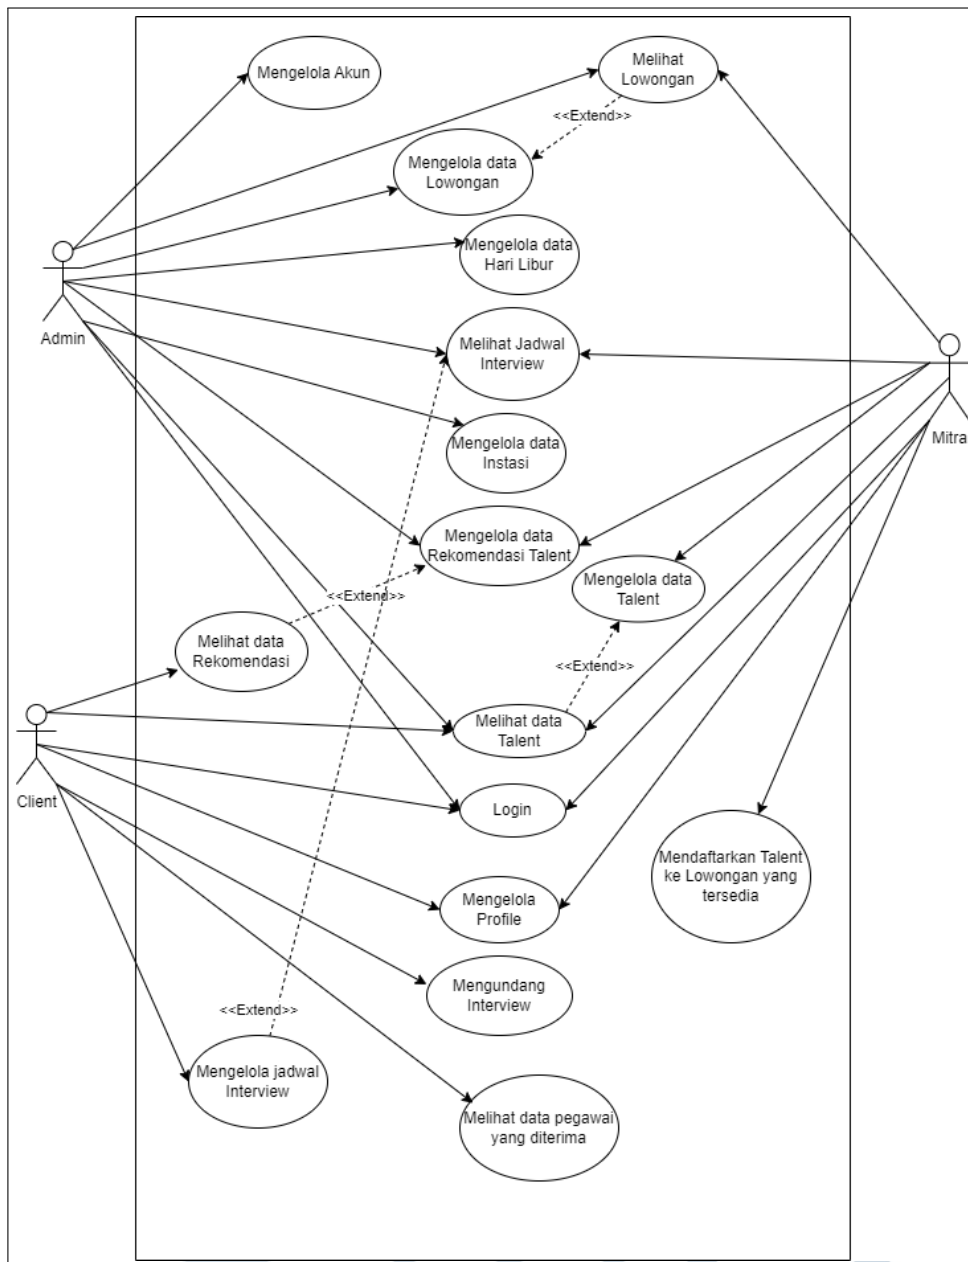 Mengelola Akun
Melihat
Lowongan
<<Extend>>
Mengelola data
Lowongan
Mengelola data
Hari Libur
Admin
Melihat Jadwal
Interview
Mitra
Mengelola data
Instasi
Mengelola data
Rekomendasi Talent
Mengelola data
Talent
<<Extend>>
Melihat data
Rekomendasi
<<Extend>>
Melihat data
Talent
Client
Login
Mendaftarkan Talent
ke Lowongan yang
tersedia
Mengelola
Profile
Mengundang
Interview
<<Extend>>
Mengelola jadwal
Interview
Melihat data pegawai
yang diterima